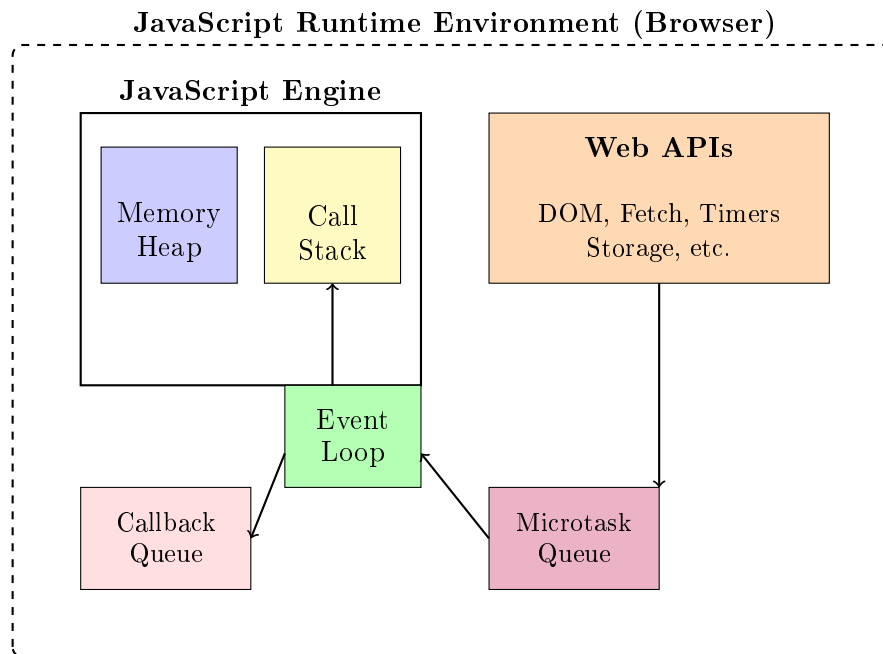 JavaScript Runtime Environment (Browser)
JavaScript Engine
Memory
Heap
Call
Stack
Web APIs
DOM, Fetch, Timers
Storage, etc.
Event
Loop
Callback
Queue
Microtask
Queue